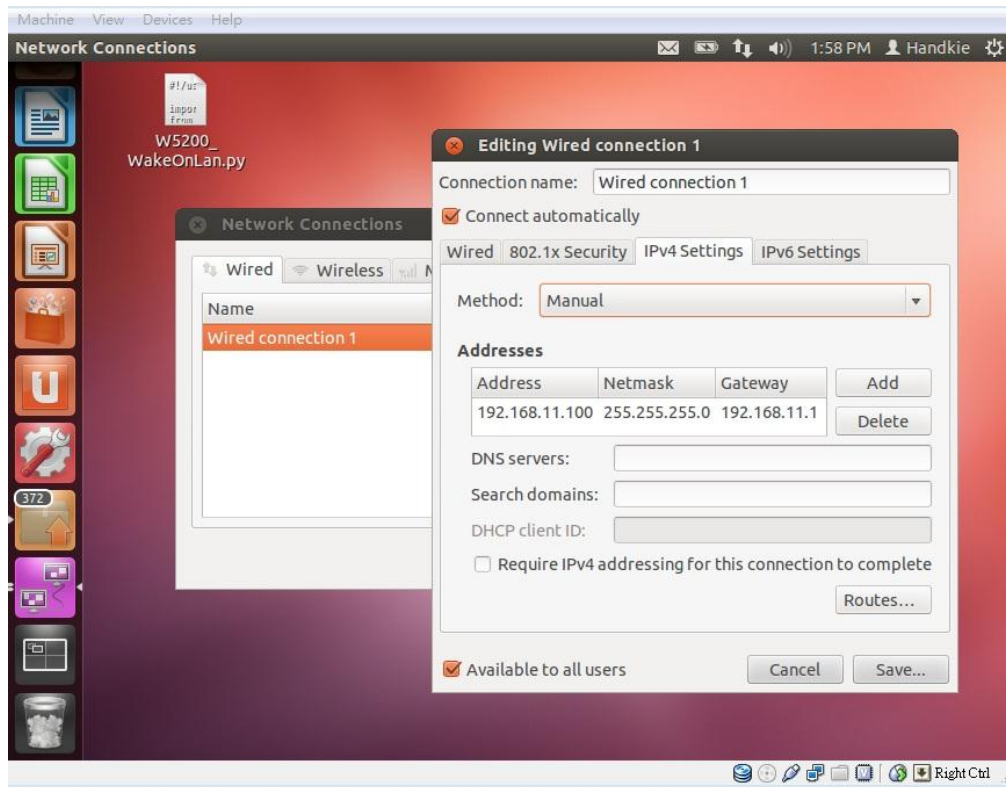 Machine View Devices Help
Network Connections 1:58 PM Handkie
#!/us
impor
from
W5200_
WakeOnLan.py
Editing Wired connection 1
Connection name: Wired connection 1
Connect automatically
Network Connections
Wired 802.1x Security IPv4 Settings IPv6 Settings
Wired Wireless M
Method: Manual
Name
Wired connection 1
Addresses
Address Netmask Gateway Add
192.168.11.100 255.255.255.0 192.168.11.1
Delete
DNS servers:
Search domains:
DHCP client ID:
Require IPv4 addressing for this connection to complete
Routes...
Available to all users Cancel Save...
372
Right Ctrl